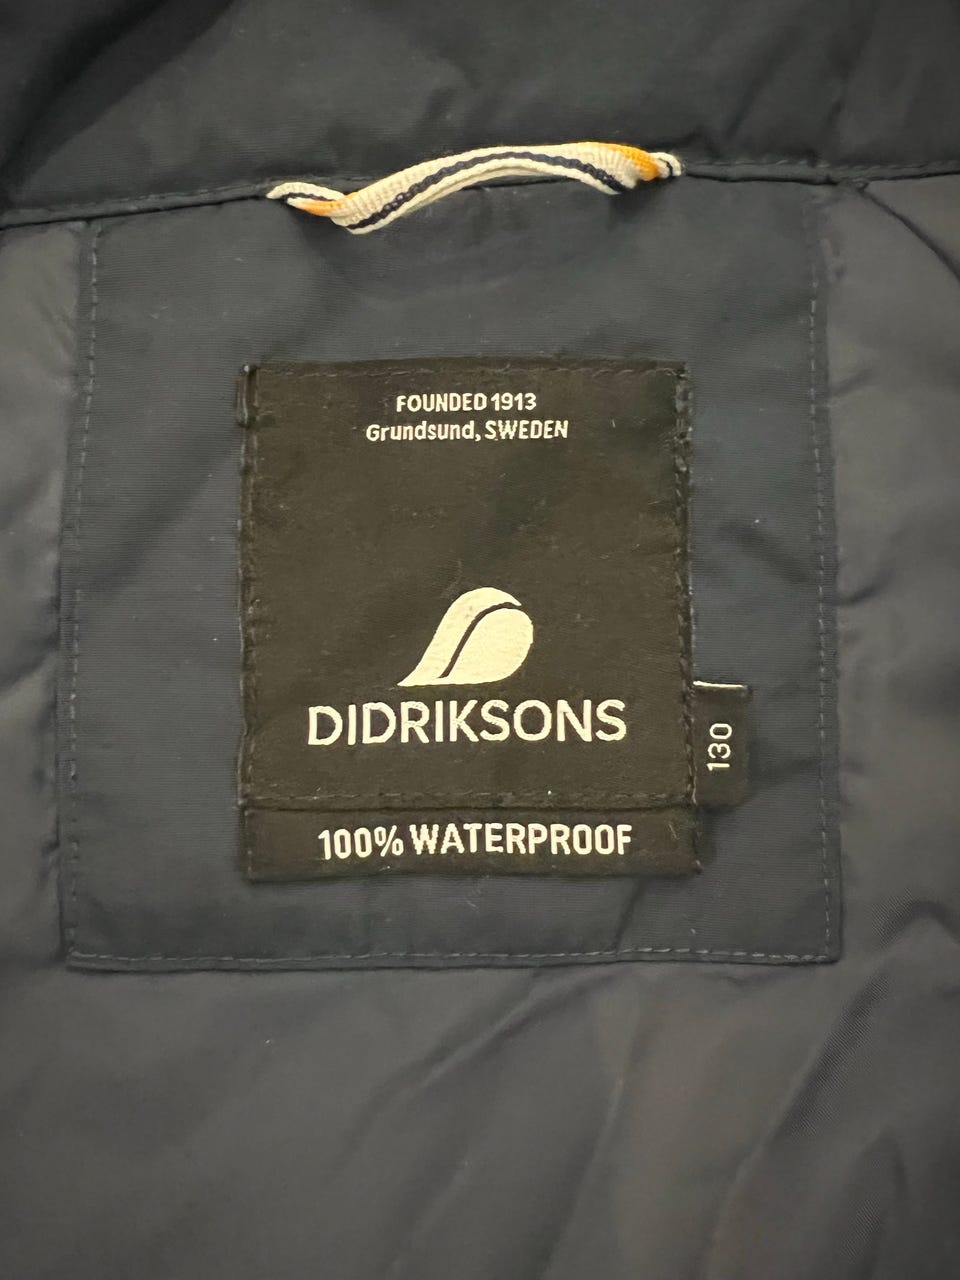 FOUNDED 1913
Grundsund, SWEDEN
DIDRIKSONS
130
100% WATERPROOF